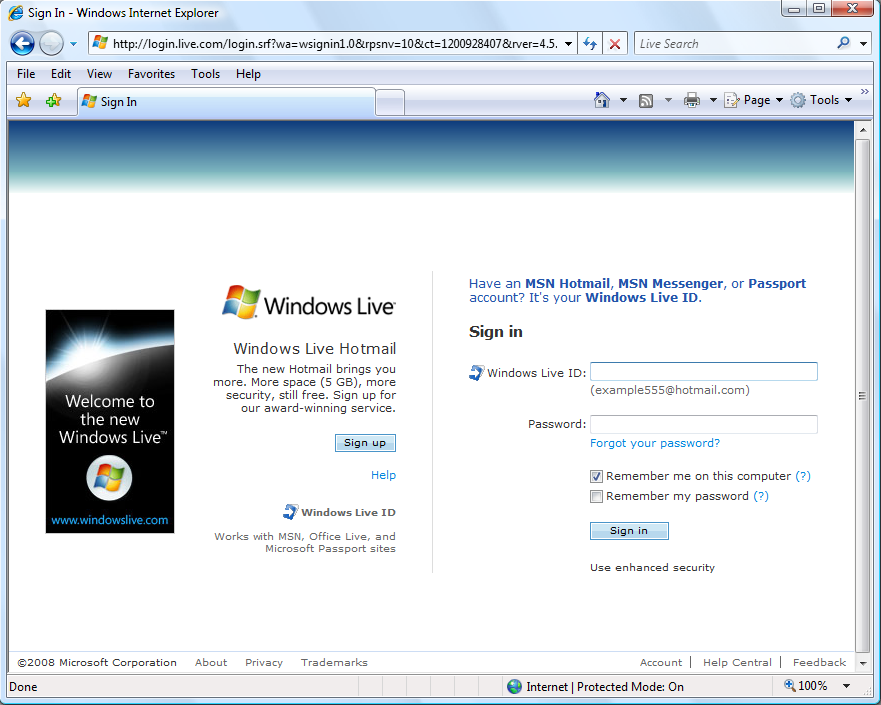 Sign In - Windows Internet Explorer
http://login.live.com/login.srf?wa=wsignin1.0&rpsnv=10&ct=1200928407&rver=4.5.
Live Search
File Edit View Favorites Tools Help
Sign In
Page Tools
Welcome to
the new
Windows Live™
www.windowslive.com
Windows Live
Windows Live Hotmail
The new Hotmail brings you
more. More space (5 GB), more
security, still free. Sign up for
our award-winning service.
Sign up
Help
Windows Live ID
Works with MSN, Office Live, and
Microsoft Passport sites
Have an MSN Hotmail, MSN Messenger, or Passport
account? It's your Windows Live ID.
Sign in
Windows Live ID:
(example555@hotmail.com)
Password:
Forgot your password?
Remember me on this computer (?)
Remember my password (?)
Sign in
Use enhanced security
©2008 Microsoft Corporation About Privacy Trademarks Account | Help Central | Feedback
Done Internet | Protected Mode: On 100%